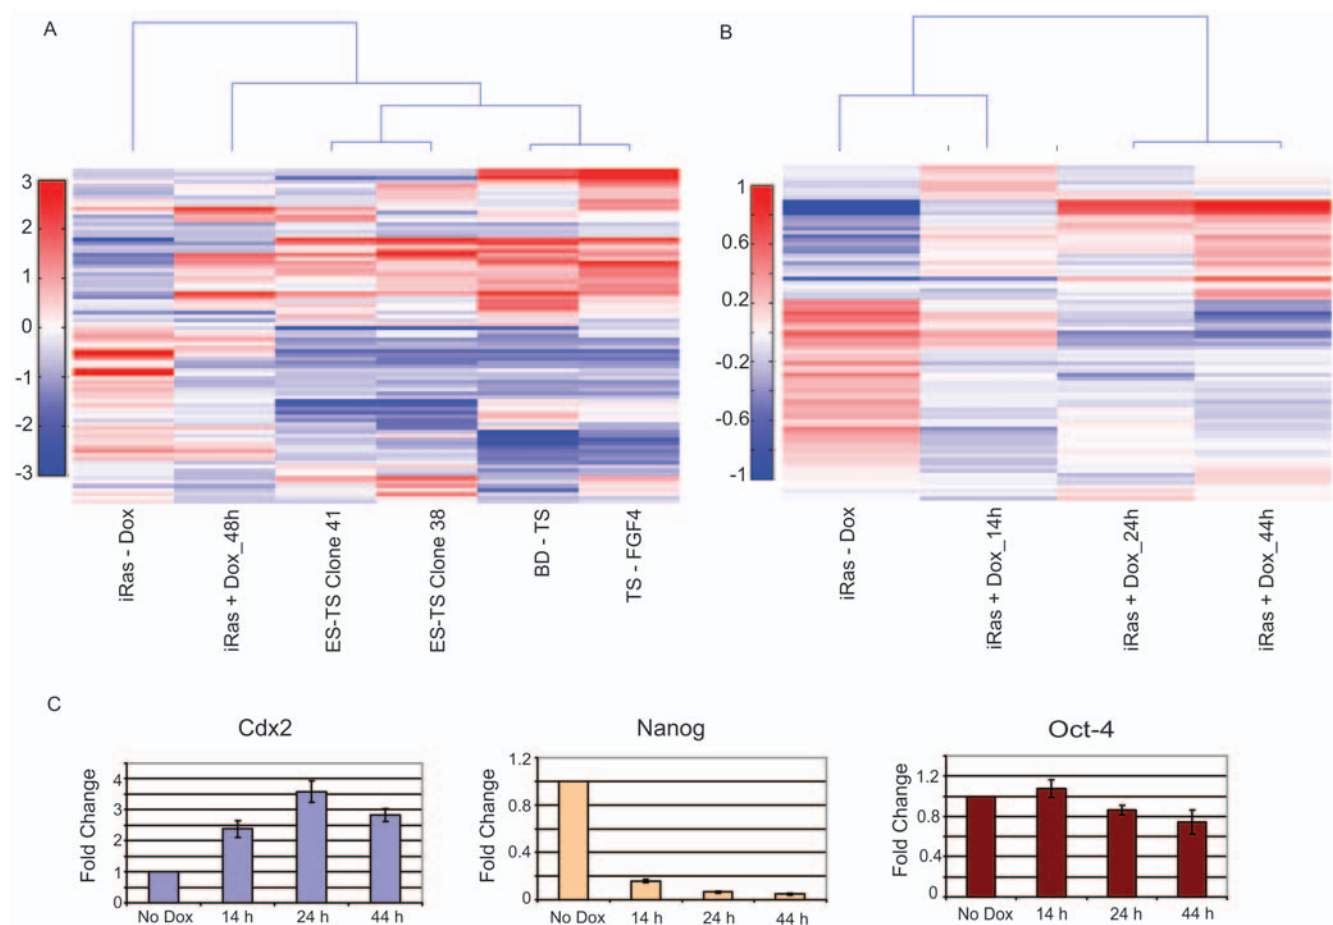 A
B
3
2
1
0
-1
-2
-3
1
0.6
0.2
-0.2
-0.6
-1
iRas - Dox
iRas + Dox_48h
ES-TS Clone 41
ES-TS Clone 38
BD - TS
TS - FGF4
iRas - Dox
iRas + Dox_14h
iRas + Dox_24h
iRas + Dox_44h
C
Cdx2
Fold Change
4
3
2
1
0
No Dox 14 h 24 h 44 h
Nanog
Fold Change
1.2
0.8
0.4
0
No Dox 14 h 24 h 44 h
Oct-4
Fold Change
1.2
0.8
0.4
0
No Dox 14 h 24 h 44 h